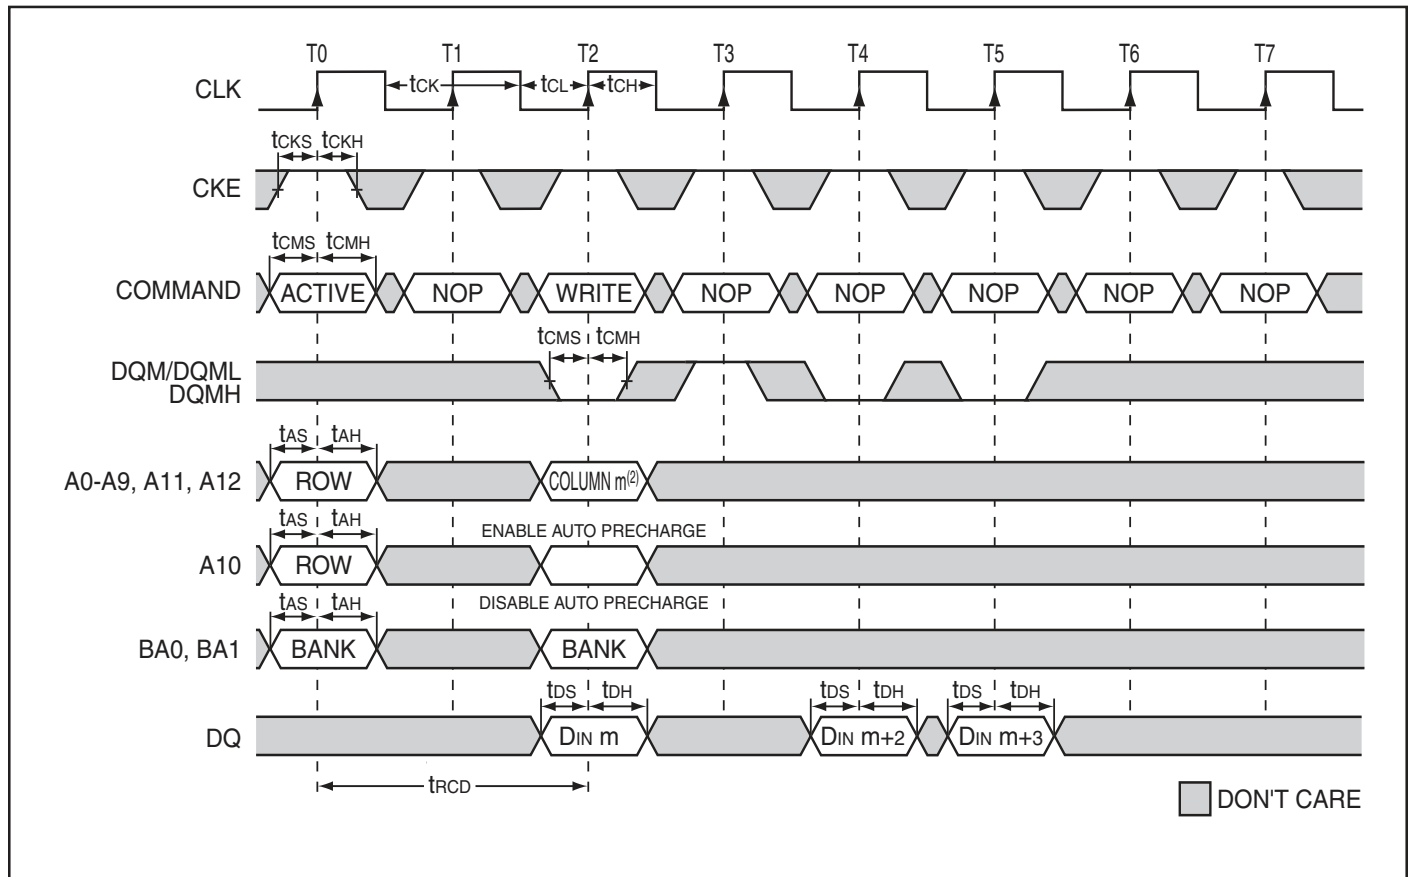 T0 T1 T2 T3 T4 T5 T6 T7
CLK tCK tCL tCH
tCKS tCKH
CKE
tCMS tCMH
COMMAND ACTIVE NOP WRITE NOP NOP NOP NOP NOP
tCMS tCMH
DQM/DQML
DQMH
tAS tAH
A0-A9, A11, A12 ROW COLUMN m(2)
tAS tAH ENABLE AUTO PRECHARGE
A10 ROW
tAS tAH DISABLE AUTO PRECHARGE
BA0, BA1 BANK BANK
tDS tDH tDS tDH tDS tDH
DQ DIN m DIN m+2 DIN m+3
tRCD
DON'T CARE